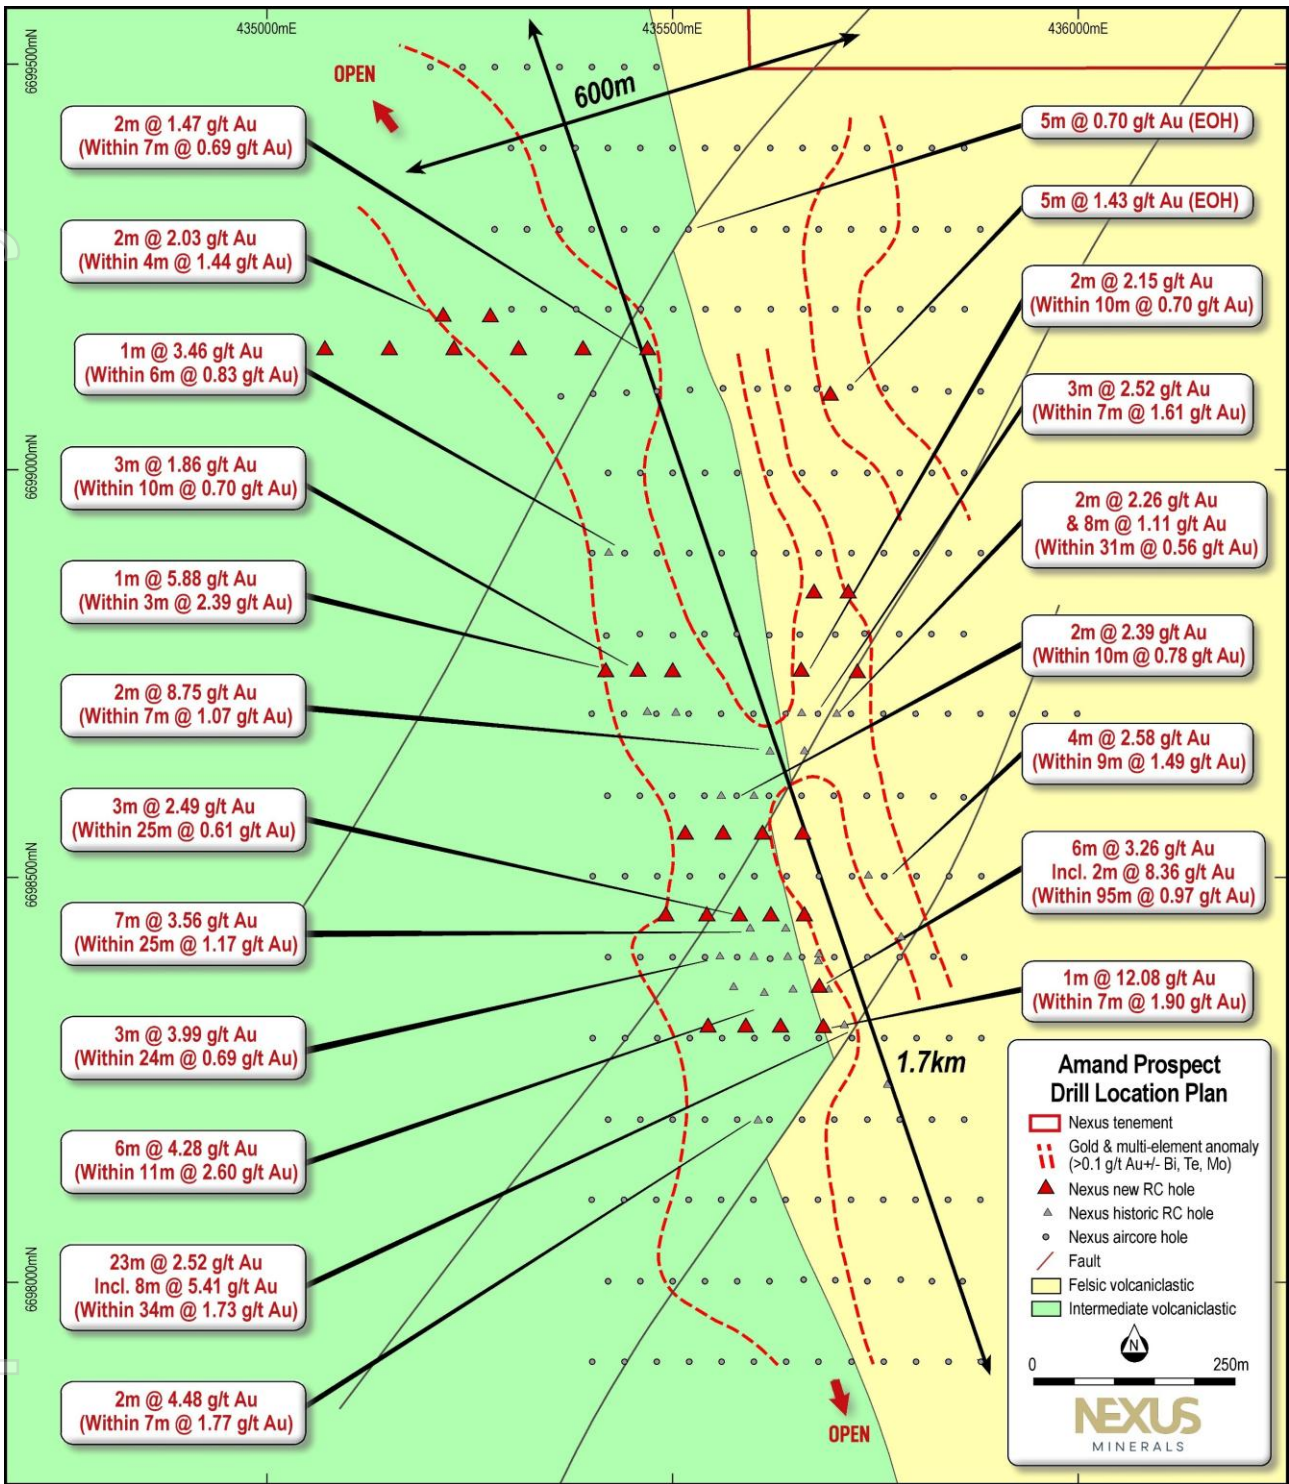 435000mE
435500mE
436000mE
6699500mN
6699000mN
6698500mN
6698000mN
OPEN
600m
2m @ 1.47 g/t Au
(Within 7m @ 0.69 g/t Au)
2m @ 2.03 g/t Au
(Within 4m @ 1.44 g/t Au)
1m @ 3.46 g/t Au
(Within 6m @ 0.83 g/t Au)
3m @ 1.86 g/t Au
(Within 10m @ 0.70 g/t Au)
1m @ 5.88 g/t Au
(Within 3m @ 2.39 g/t Au)
2m @ 8.75 g/t Au
(Within 7m @ 1.07 g/t Au)
3m @ 2.49 g/t Au
(Within 25m @ 0.61 g/t Au)
7m @ 3.56 g/t Au
(Within 25m @ 1.17 g/t Au)
3m @ 3.99 g/t Au
(Within 24m @ 0.69 g/t Au)
6m @ 4.28 g/t Au
(Within 11m @ 2.60 g/t Au)
23m @ 2.52 g/t Au
Incl. 8m @ 5.41 g/t Au
(Within 34m @ 1.73 g/t Au)
2m @ 4.48 g/t Au
(Within 7m @ 1.77 g/t Au)
5m @ 0.70 g/t Au (EOH)
5m @ 1.43 g/t Au (EOH)
2m @ 2.15 g/t Au
(Within 10m @ 0.70 g/t Au)
3m @ 2.52 g/t Au
(Within 7m @ 1.61 g/t Au)
2m @ 2.26 g/t Au
& 8m @ 1.11 g/t Au
(Within 31m @ 0.56 g/t Au)
2m @ 2.39 g/t Au
(Within 10m @ 0.78 g/t Au)
4m @ 2.58 g/t Au
(Within 9m @ 1.49 g/t Au)
6m @ 3.26 g/t Au
Incl. 2m @ 8.36 g/t Au
(Within 95m @ 0.97 g/t Au)
1m @ 12.08 g/t Au
(Within 7m @ 1.90 g/t Au)
1.7km
OPEN
Amand Prospect
Drill Location Plan
Nexus tenement
Gold & multi-element anomaly
(>0.1 g/t Au+/- Bi, Te, Mo)
Nexus new RC hole
Nexus historic RC hole
Nexus aircore hole
Fault
Felsic volcaniclastic
Intermediate volcaniclastic
N
0 250m
NEXUS
MINERALS